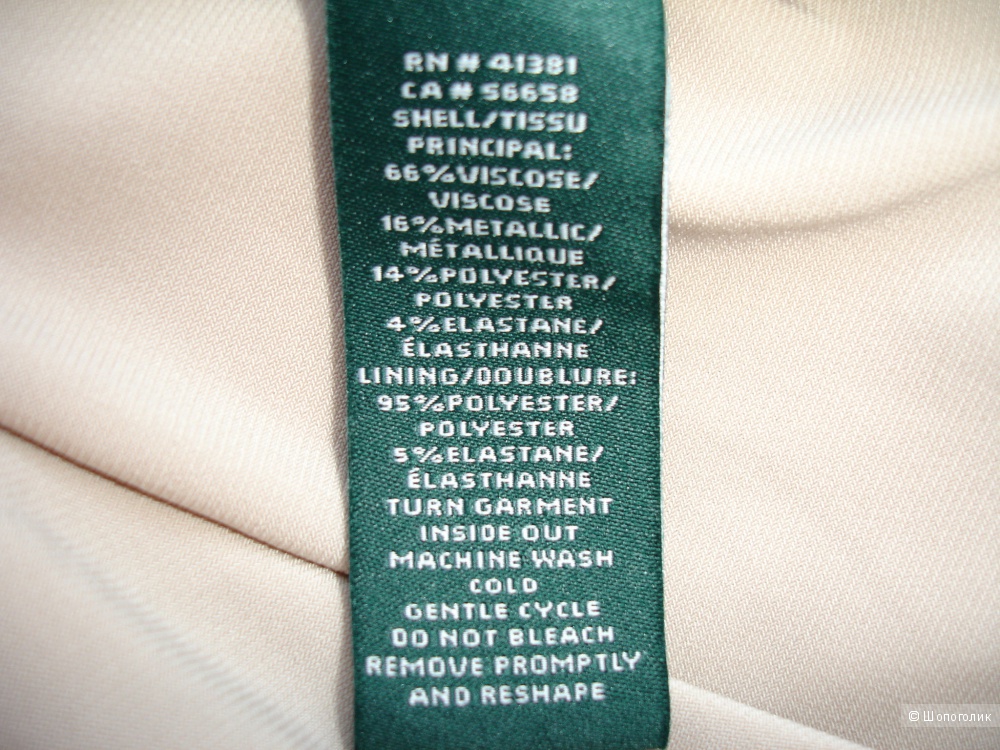 RN # 41381
CA # 56658
SHELL/TISSU
PRINCIPAL:
66%VISCOSE/
VISCOSE
16%METALLIC/
MÉTALLIQUE
14%POLYESTER/
POLYESTER
4%ELASTANE/
ÉLASTHANNE
LINING/DOUBLURE:
95%POLYESTER/
POLYESTER
5%ELASTANE/
ÉLASTHANNE
TURN GARMENT
INSIDE OUT
MACHINE WASH
COLD
GENTLE CYCLE
DO NOT BLEACH
REMOVE PROMPTLY
AND RESHAPE
© Шопоголик